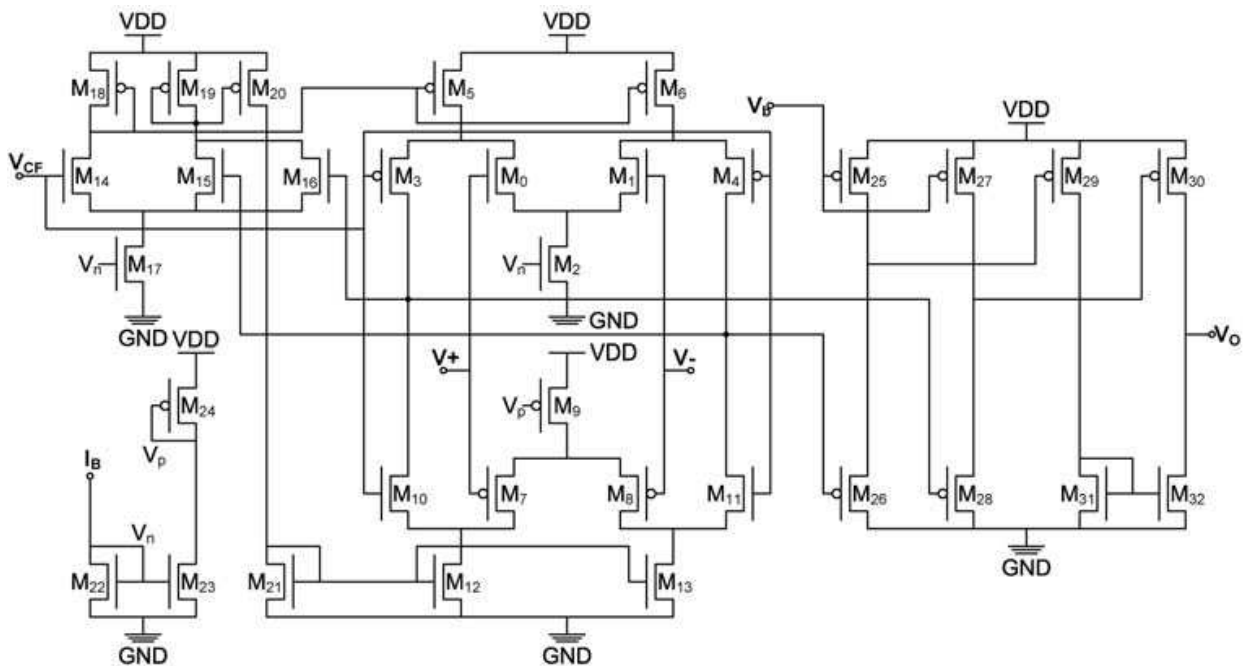 VDD VDD
M18 M19 M20 M5 M6 Vb VDD
VCF M14 M15 M16 M3 M0 M1 M4 M25 M27 M29 M30
Vn M17 Vn M2
GND GND
VDD V+ VDD V- VO
M24 Vp M9
Vp
IB M10 M7 M8 M11 M26 M28 M31 M32
Vn GND
M22 M23 M21 M12 M13
GND GND